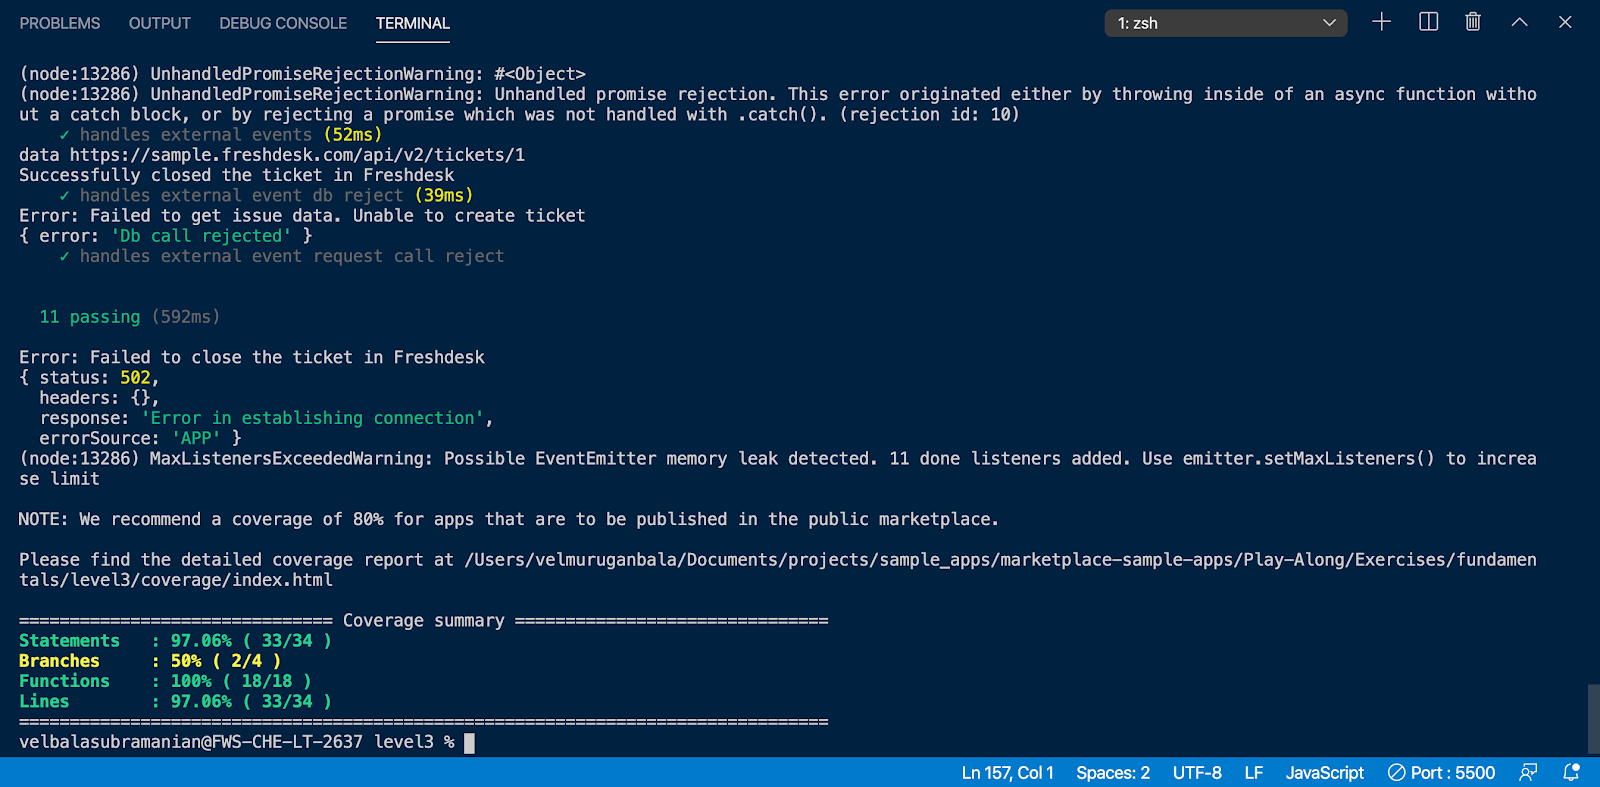 PROBLEMS OUTPUT DEBUG CONSOLE TERMINAL 1: zsh
(node:13286) UnhandledPromiseRejectionWarning: #<Object>
(node:13286) UnhandledPromiseRejectionWarning: Unhandled promise rejection. This error originated either by throwing inside of an async function witho
ut a catch block, or by rejecting a promise which was not handled with .catch(). (rejection id: 10)
✓ handles external events (52ms)
data https://sample.freshdesk.com/api/v2/tickets/1
Successfully closed the ticket in Freshdesk
✓ handles external event db reject (39ms)
Error: Failed to get issue data. Unable to create ticket
{ error: 'Db call rejected' }
✓ handles external event request call reject
11 passing (592ms)
Error: Failed to close the ticket in Freshdesk
{ status: 502,
headers: {},
response: 'Error in establishing connection',
errorSource: 'APP' }
(node:13286) MaxListenersExceededWarning: Possible EventEmitter memory leak detected. 11 done listeners added. Use emitter.setMaxListeners() to increa
se limit
NOTE: We recommend a coverage of 80% for apps that are to be published in the public marketplace.
Please find the detailed coverage report at /Users/velmuruganbala/Documents/projects/sample_apps/marketplace-sample-apps/Play-Along/Exercises/fundamen
tals/level3/coverage/index.html
=============================== Coverage summary ===============================
Statements : 97.06% ( 33/34 )
Branches : 50% ( 2/4 )
Functions : 100% ( 18/18 )
Lines : 97.06% ( 33/34 )
================================================================================
velbalasubramanian@FWS-CHE-LT-2637 level3 %
Ln 157, Col 1 Spaces: 2 UTF-8 LF JavaScript Port : 5500